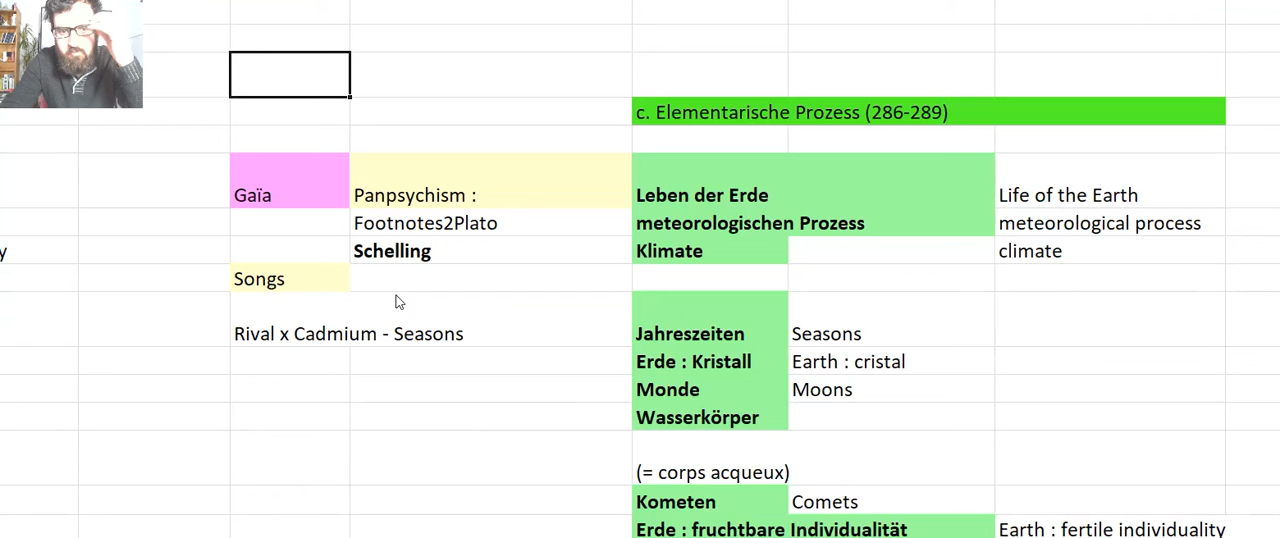 c. Elementarische Prozess (286-289)
Gaïa Panpsychism : Leben der Erde Life of the Earth
Footnotes2Plato meteorologischen Prozess meteorological process
y Schelling Klimate climate
Songs
Rival x Cadmium - Seasons Jahreszeiten Seasons
Erde : Kristall Earth : cristal
Monde Moons
Wasserkörper
(= corps acqueux)
Kometen Comets
Erde : fruchtbare Individualität Earth : fertile individuality